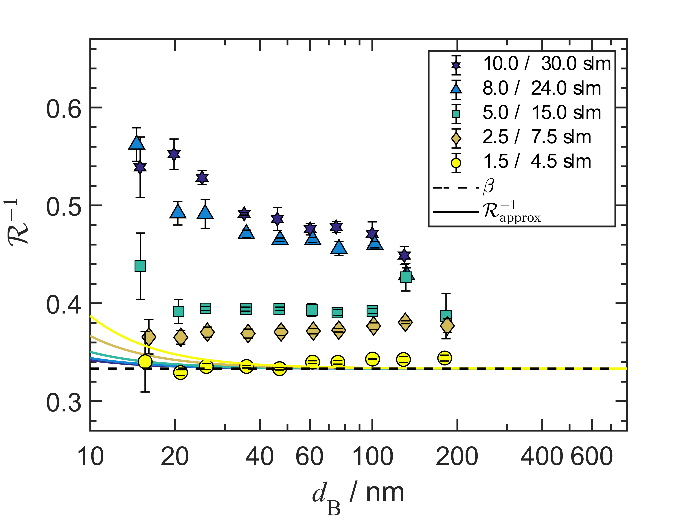 0.6
0.5
0.4
0.3
ℛ⁻¹
10 20 40 60 100 200 400 600
d_B / nm
10.0 / 30.0 slm
8.0 / 24.0 slm
5.0 / 15.0 slm
2.5 / 7.5 slm
1.5 / 4.5 slm
β
ℛ⁻¹_approx